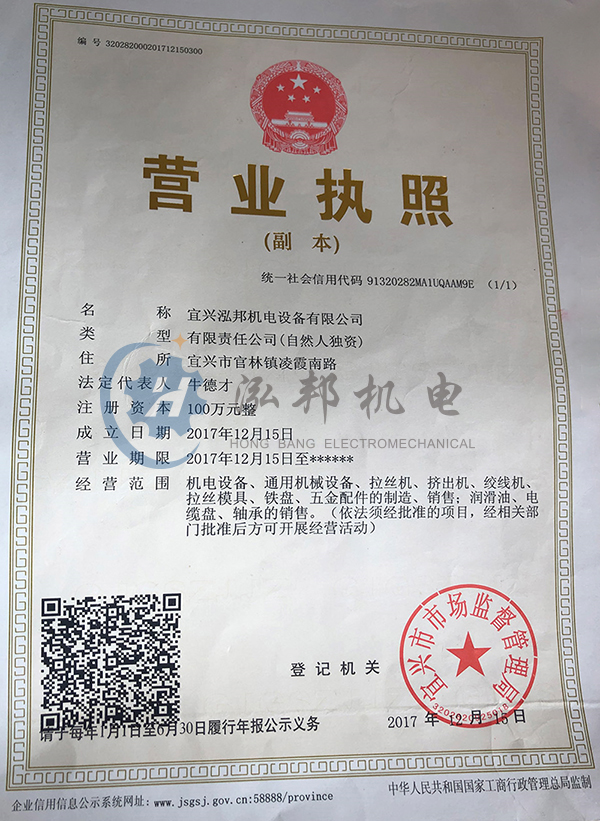 编 号 320282000201712150300
营业执照
(副 本)
统一社会信用代码 91320282MA1UQAAM9E (1/1)
名 称 宜兴泓邦机电设备有限公司
类 型 有限责任公司(自然人独资)
住 所 宜兴市官林镇凌霞南路
法定代表人 牛德才
泓邦机电
注册资本 100万元整
成立日期 2017年12月15日
HONG BANG ELECTROMECHANICAL
营业期限 2017年12月15日至******
经营范围 机电设备、通用机械设备、拉丝机、挤出机、绞线机、
拉丝模具、铁盘、五金配件的制造、销售；润滑油、电
缆盘、轴承的销售。（依法须经批准的项目，经相关部
门批准后方可开展经营活动）
宜兴市市场监督管理局
登记机关
2017 年 12 月 15 日
请于每年1月1日至6月30日履行年报公示义务
企业信用信息公示系统网址: www.jsgsj.gov.cn:58888/province
中华人民共和国国家工商行政管理总局监制